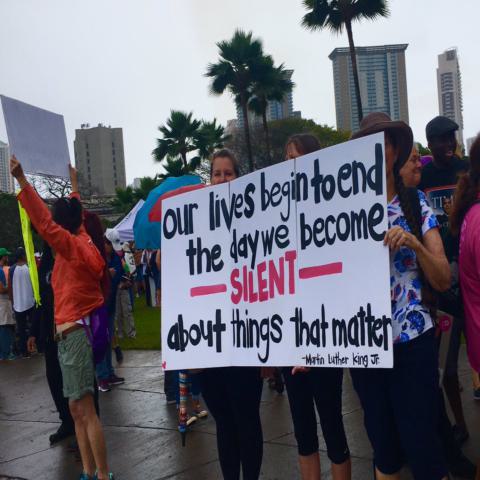 our lives begin to end
the day we become
— SILENT —
about things that matter
-Martin Luther King Jr.